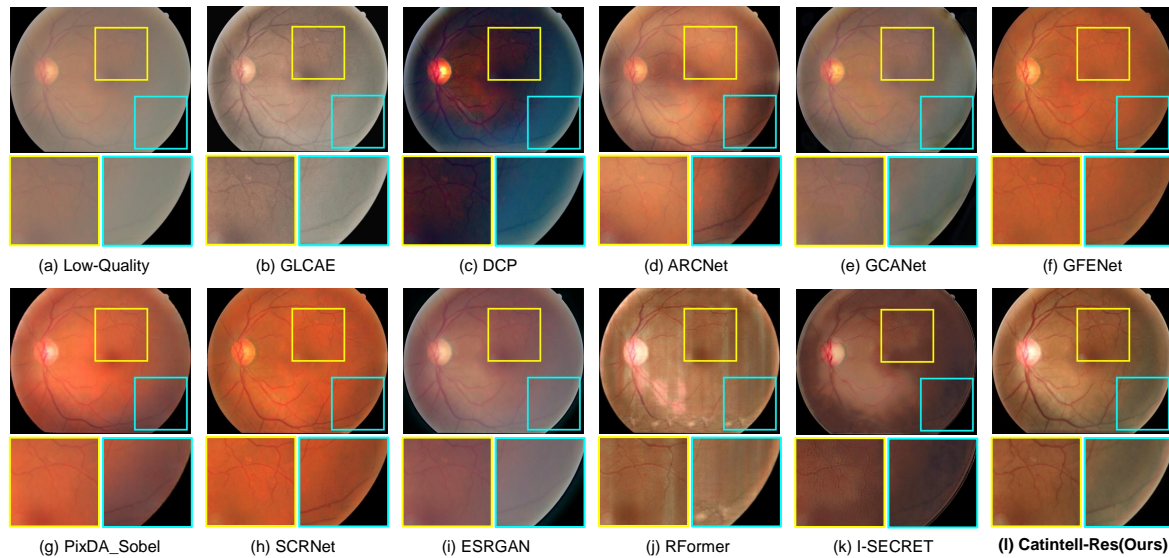 (a) Low-Quality
(b) GLCAE
(c) DCP
(d) ARCNet
(e) GCANet
(f) GFENet
(g) PixDA_Sobel
(h) SCRNet
(i) ESRGAN
(j) RFormer
(k) I-SECRET
(l) Catintell-Res(Ours)